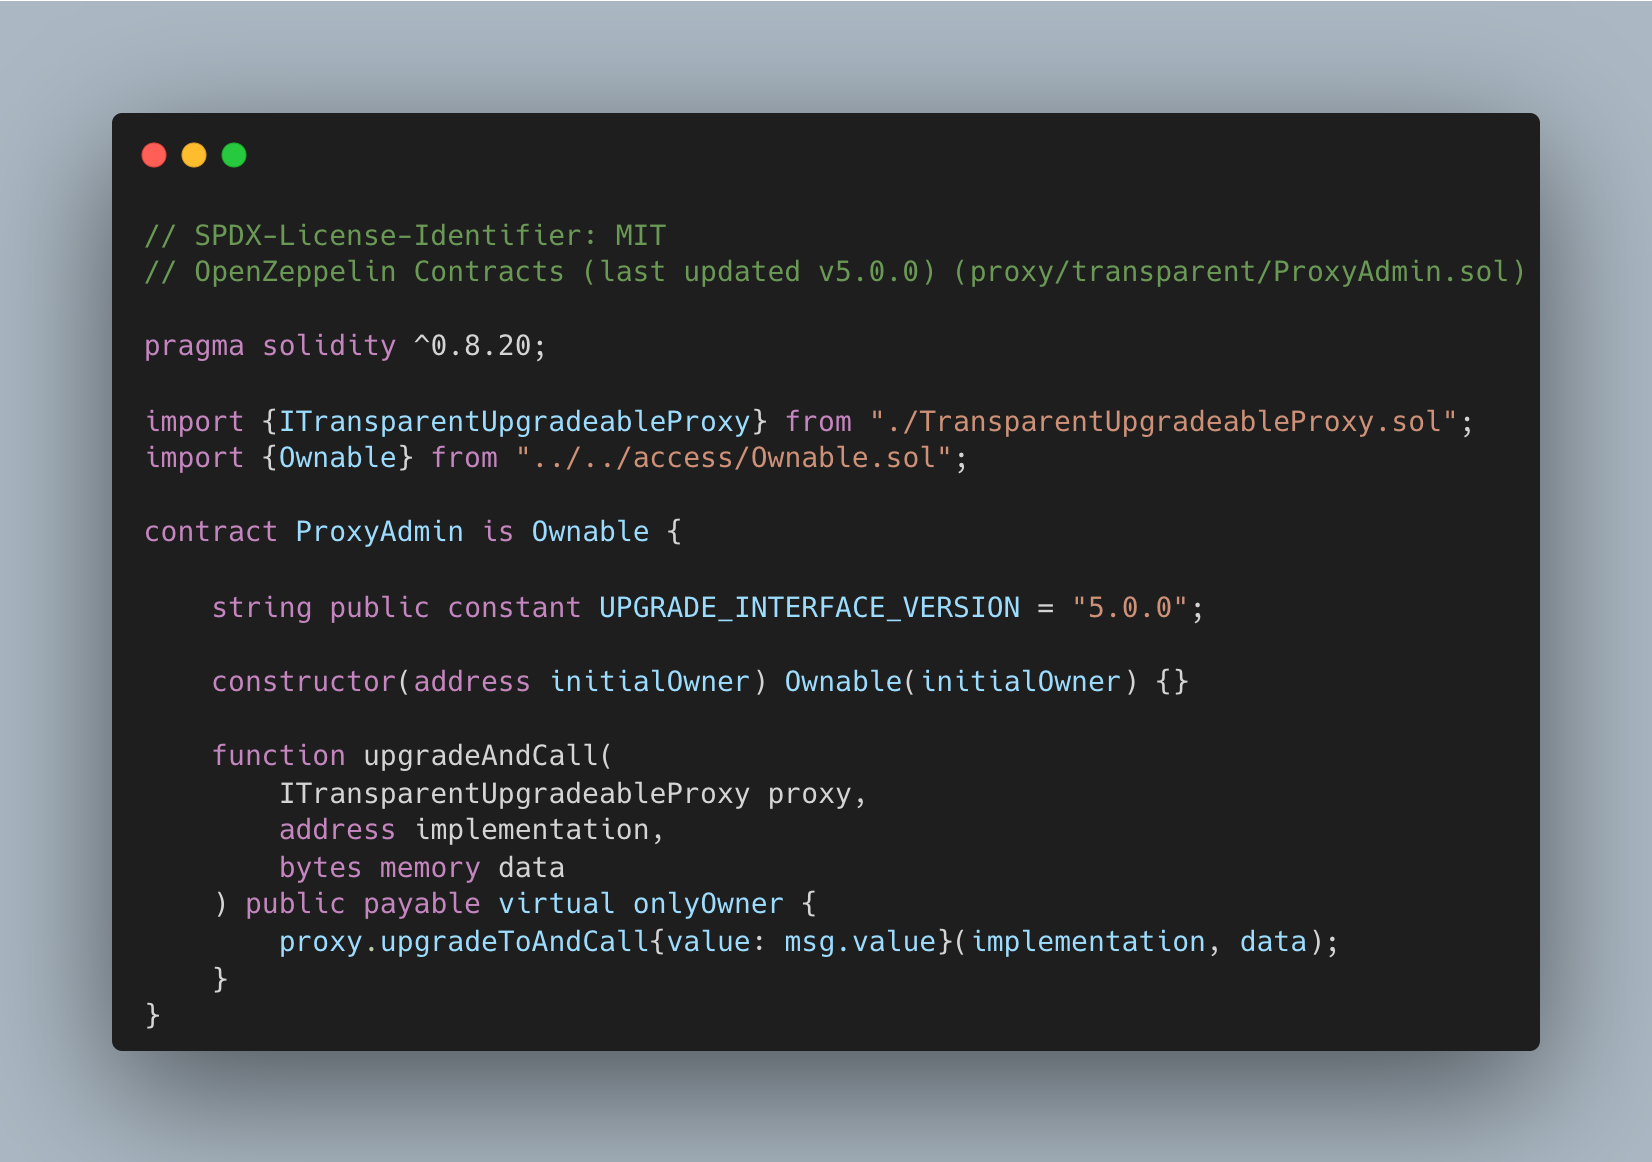 // SPDX-License-Identifier: MIT
// OpenZeppelin Contracts (last updated v5.0.0) (proxy/transparent/ProxyAdmin.sol)
pragma solidity ^0.8.20;
import {ITransparentUpgradeableProxy} from "./TransparentUpgradeableProxy.sol";
import {Ownable} from "../../access/Ownable.sol";
contract ProxyAdmin is Ownable {
    string public constant UPGRADE_INTERFACE_VERSION = "5.0.0";
    constructor(address initialOwner) Ownable(initialOwner) {}
    function upgradeAndCall(
        ITransparentUpgradeableProxy proxy,
        address implementation,
        bytes memory data
    ) public payable virtual onlyOwner {
        proxy.upgradeToAndCall{value: msg.value}(implementation, data);
    }
}